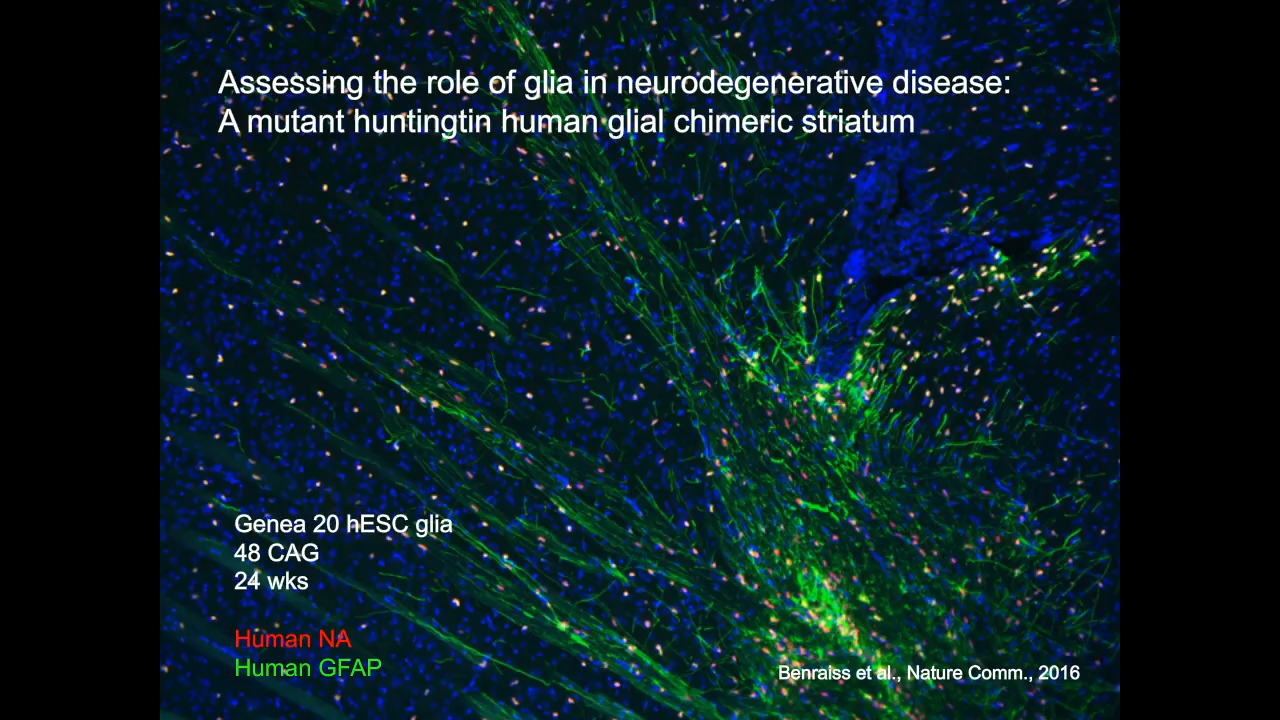 Assessing the role of glia in neurodegenerative disease:
A mutant huntingtin human glial chimeric striatum
Genea 20 hESC glia
48 CAG
24 wks
Human NA
Human GFAP
Benraiss et al., Nature Comm., 2016